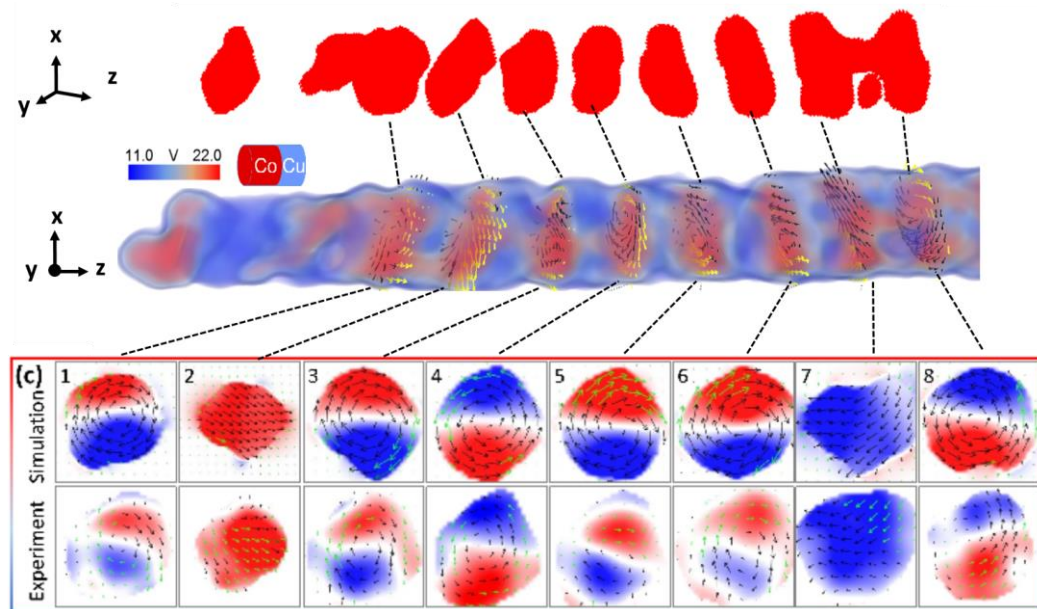 x
y
z
11.0 V 22.0
Co Cu
x
y
z
(c)
1 2 3 4 5 6 7 8
Simulation
Experiment